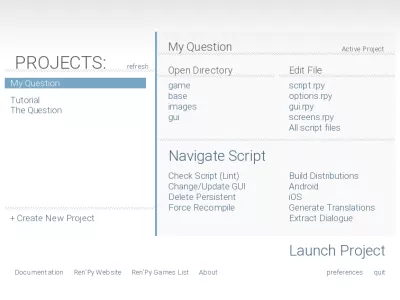 PROJECTS:
refresh
My Question
Tutorial
The Question
+ Create New Project
My Question
Active Project
Open Directory
game
base
images
gui
Edit File
script.rpy
options.rpy
gui.rpy
screens.rpy
All script files
Navigate Script
Check Script (Lint)
Change/Update GUI
Delete Persistent
Force Recompile
Build Distributions
Android
iOS
Generate Translations
Extract Dialogue
Launch Project
Documentation
Ren'Py Website
Ren'Py Games List
About
preferences
quit